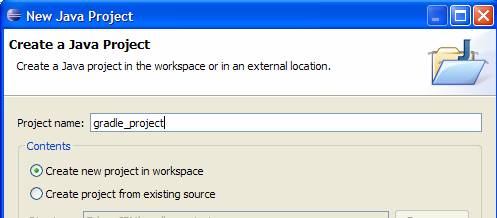 New Java Project
Create a Java Project
Create a Java project in the workspace or in an external location.
Project name: gradle_project
Contents
Create new project in workspace
Create project from existing source